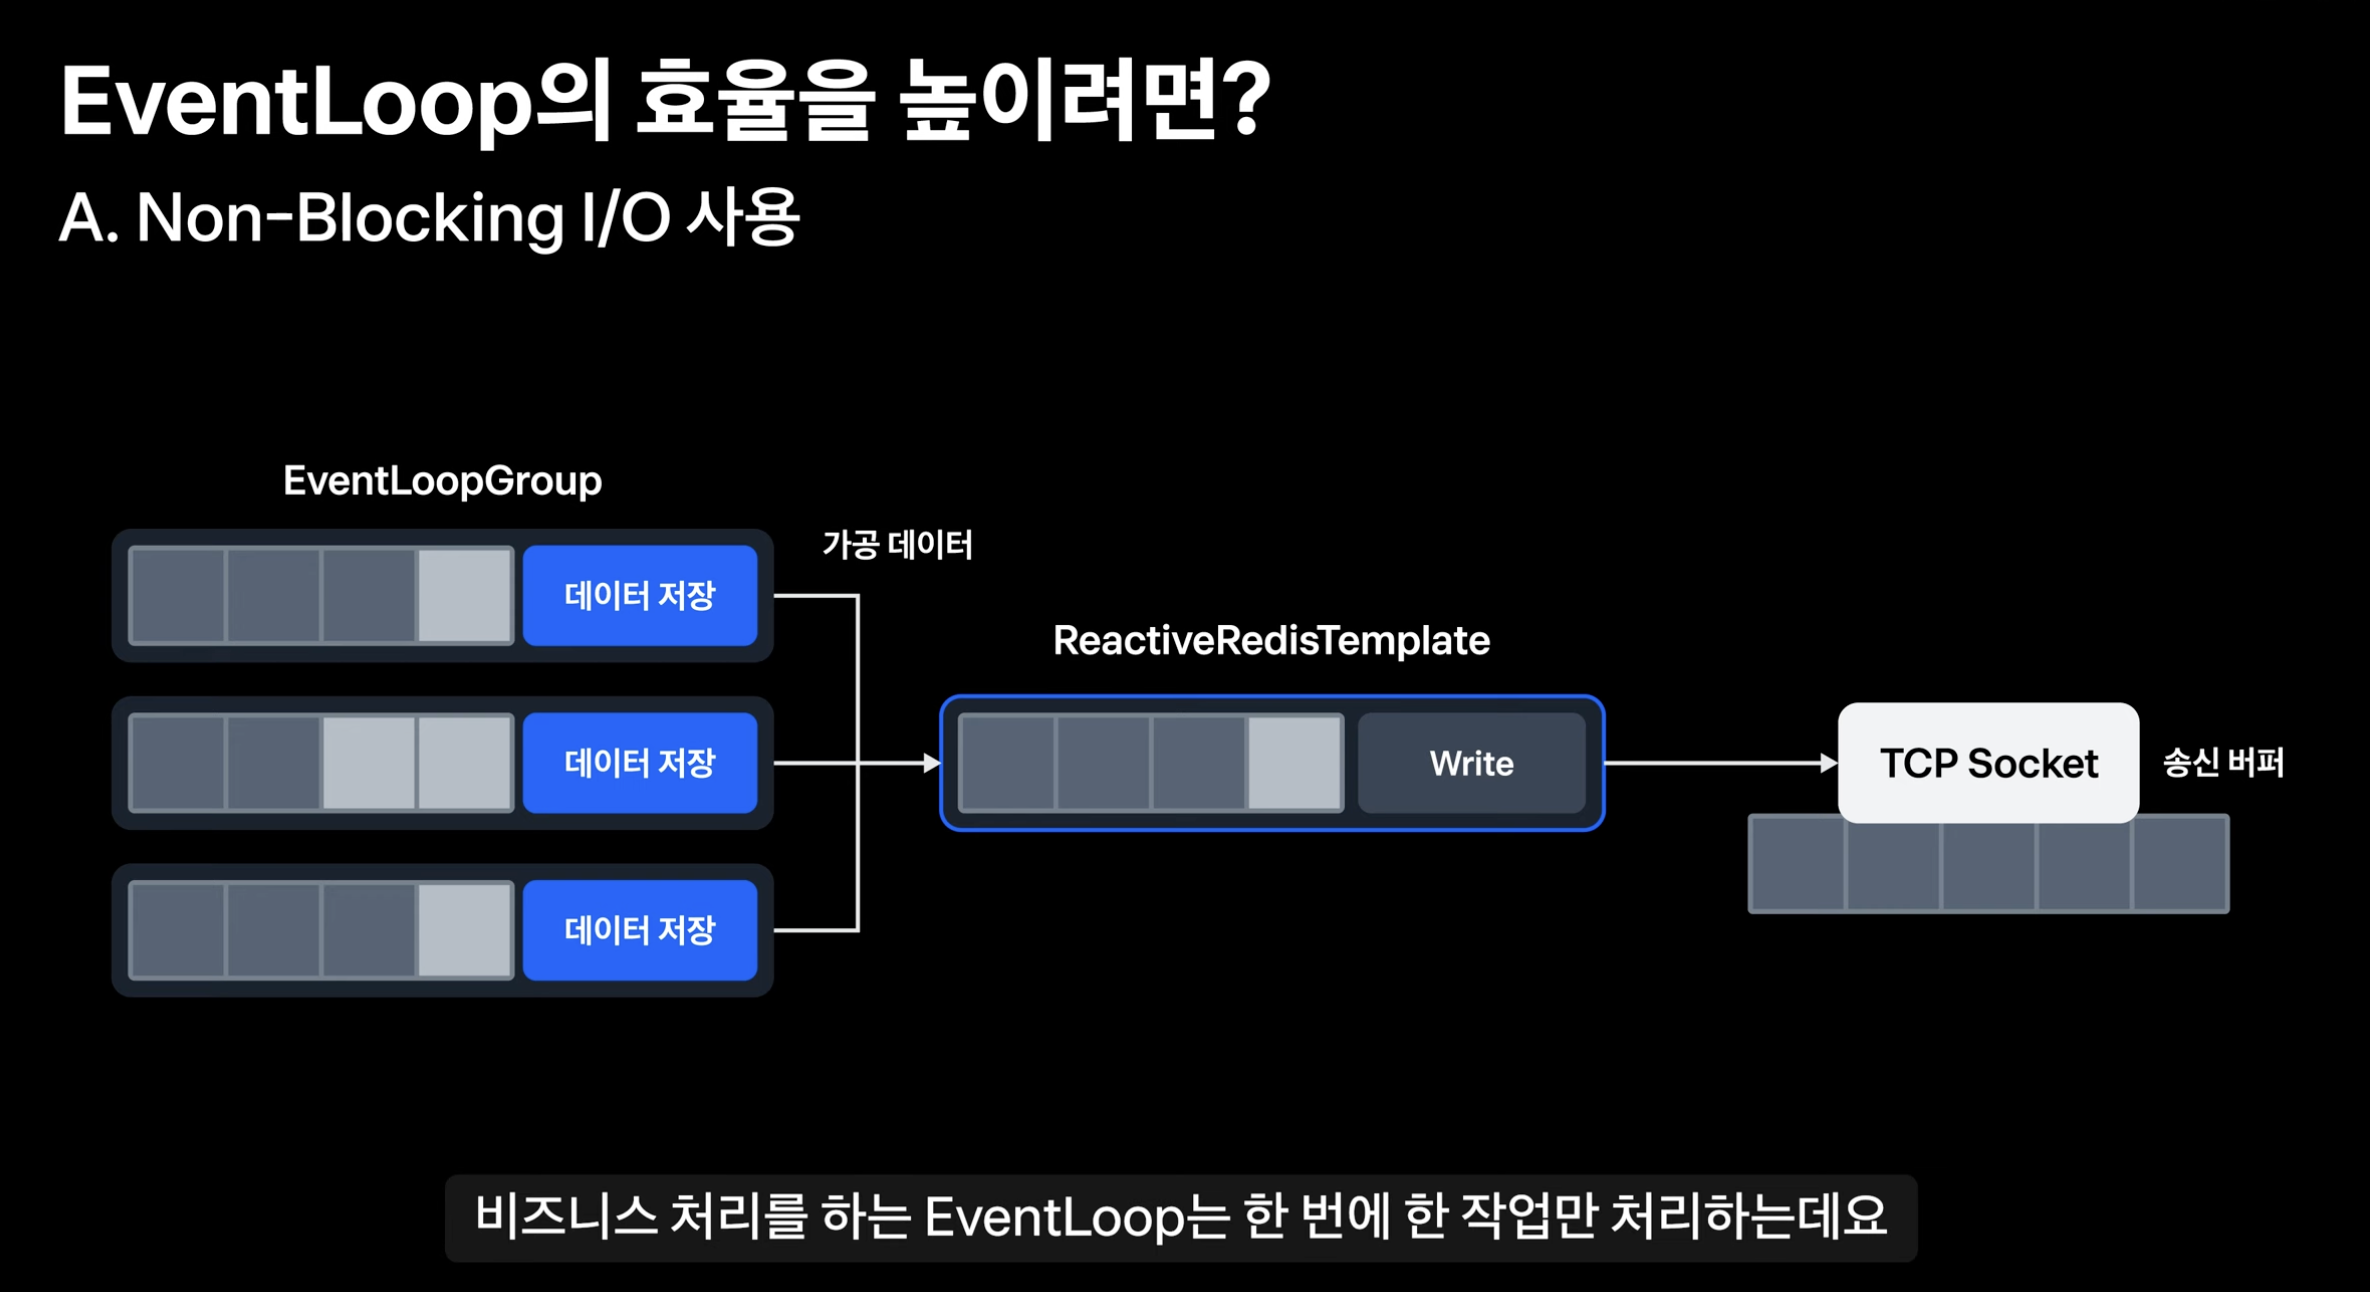 EventLoop의 효율을 높이려면?
A. Non-Blocking I/O 사용
EventLoopGroup
데이터 저장
데이터 저장
데이터 저장
가공 데이터
ReactiveRedisTemplate
Write
TCP Socket
송신 버퍼
비즈니스 처리를 하는 EventLoop는 한 번에 한 작업만 처리하는데요